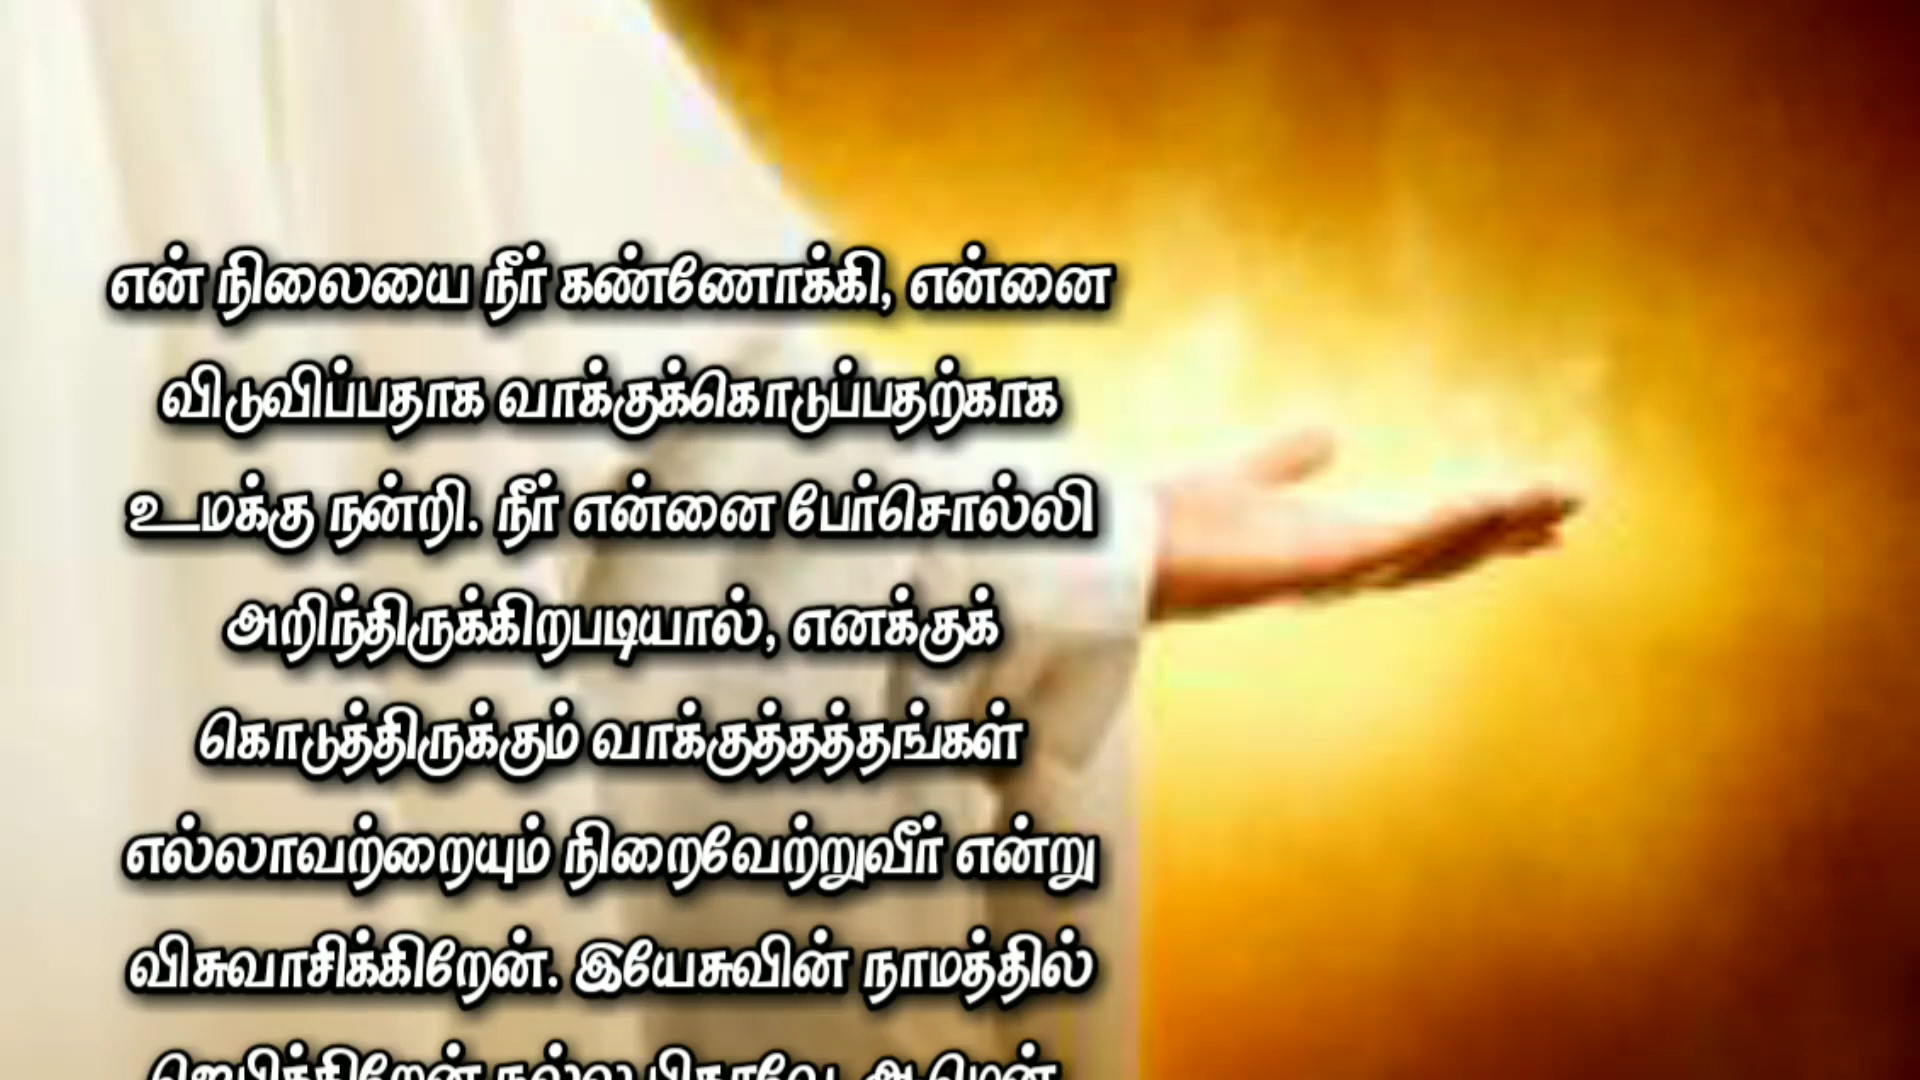 என் நிலையை நீர் கண்ணோக்கி, என்னை
விடுவிப்பதாக வாக்குக்கொடுப்பதற்காக
உமக்கு நன்றி. நீர் என்னை பேர்சொல்லி
அறிந்திருக்கிறபடியால், எனக்குக்
கொடுத்திருக்கும் வாக்குத்தத்தங்கள்
எல்லாவற்றையும் நிறைவேற்றுவீர் என்று
விசுவாசிக்கிறேன். இயேசுவின் நாமத்தில்
ஜெபிக்கிறேன் நல்ல பிதாவே, ஆமென்